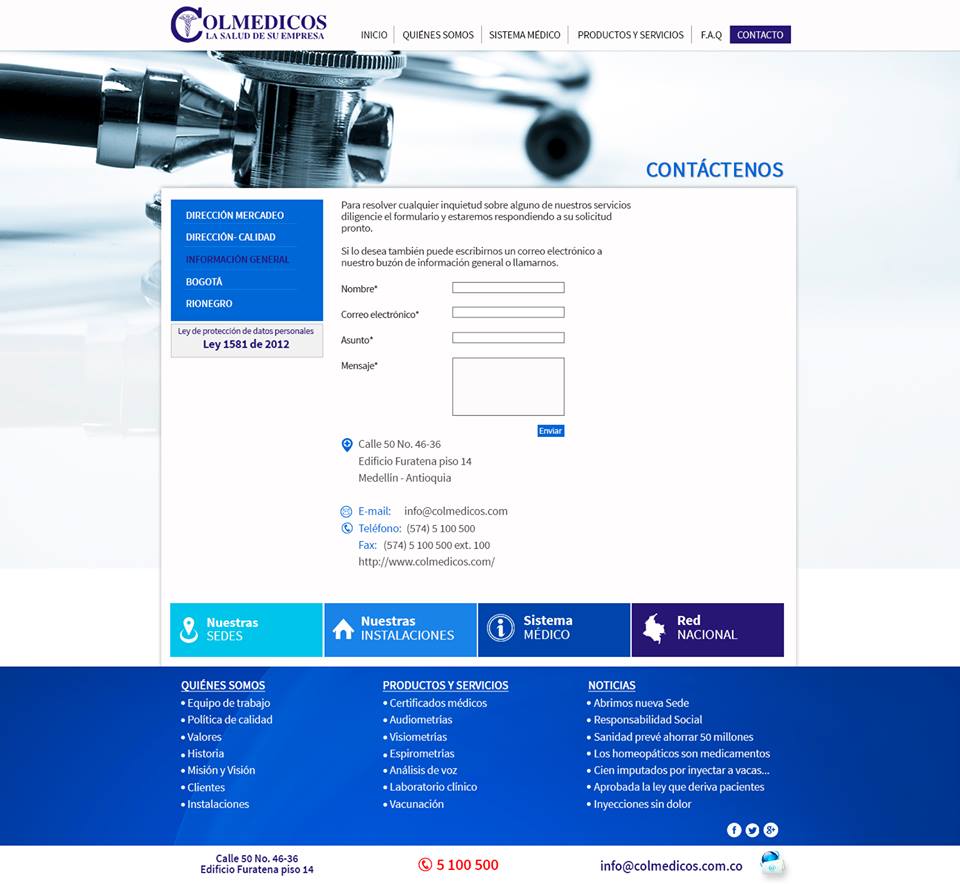 COLMEDICOS
LA SALUD DE SU EMPRESA
INICIO
QUIÉNES SOMOS
SISTEMA MÉDICO
PRODUCTOS Y SERVICIOS
F.A.Q
CONTACTO
CONTÁCTENOS
DIRECCIÓN MERCADEO
DIRECCIÓN- CALIDAD
INFORMACIÓN GENERAL
BOGOTÁ
RIONEGRO
Ley de protección de datos personales
Ley 1581 de 2012
Para resolver cualquier inquietud sobre alguno de nuestros servicios
diligencie el formulario y estaremos respondiendo a su solicitud
pronto.
Si lo desea también puede escribirnos un correo electrónico a
nuestro buzón de información general o llamarnos.
Nombre*
Correo electrónico*
Asunto*
Mensaje*
Enviar
Calle 50 No. 46-36
Edificio Furatena piso 14
Medellín - Antioquia
E-mail: info@colmedicos.com
Teléfono: (574) 5 100 500
Fax: (574) 5 100 500 ext. 100
http://www.colmedicos.com/
Nuestras
SEDES
Nuestras
INSTALACIONES
Sistema
MÉDICO
Red
NACIONAL
QUIÉNES SOMOS
• Equipo de trabajo
• Política de calidad
• Valores
• Historia
• Misión y Visión
• Clientes
• Instalaciones
PRODUCTOS Y SERVICIOS
• Certificados médicos
• Audiometrías
• Visiometrías
• Espirometrías
• Análisis de voz
• Laboratorio clínico
• Vacunación
NOTICIAS
• Abrimos nueva Sede
• Responsabilidad Social
• Sanidad prevé ahorrar 50 millones
• Los homeopáticos son medicamentos
• Cien imputados por inyectar a vacas...
• Aprobada la ley que deriva pacientes
• Inyecciones sin dolor
Calle 50 No. 46-36
Edificio Furatena piso 14
5 100 500
info@colmedicos.com.co